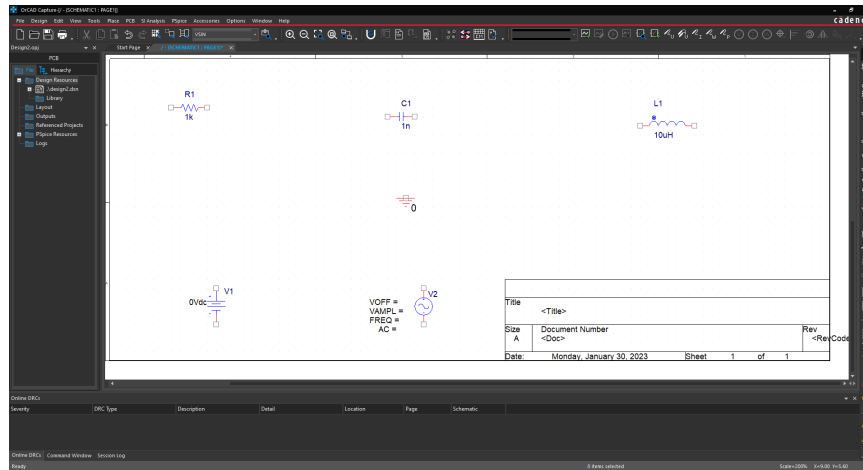 OrCAD Capture-[/ - (SCHEMATIC1 : PAGE1)]
File Design Edit View Tools Place PCB SI Analysis PSpice Accessories Options Window Help
cadenc
VSIN
Design2.opj
Start Page
/ - (SCHEMATIC1 : PAGE1)*
PCB
File Hierarchy
Design Resources
.\design2.dsn
Library
Layout
Outputs
Referenced Projects
PSpice Resources
Logs
R1
1k
C1
1n
L1
10uH
0
V1
0Vdc
V2
VOFF =
VAMPL =
FREQ =
AC =
Title
<Title>
Size Document Number Rev
A <Doc> <RevCode
Date: Monday, January 30, 2023 Sheet 1 of 1
Online DRCs
Severity DRC Type Description Detail Location Page Schematic
Online DRCs Command Window Session Log
Ready 0 items selected Scale=200% X=9.00 Y=5.60